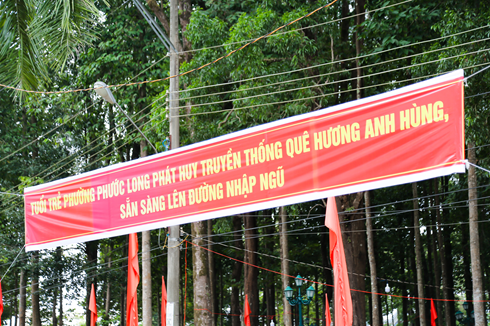 TUỔI TRẺ PHƯỜNG PHƯỚC LONG PHÁT HUY TRUYỀN THỐNG QUÊ HƯƠNG ANH HÙNG,
SẴN SÀNG LÊN ĐƯỜNG NHẬP NGŨ